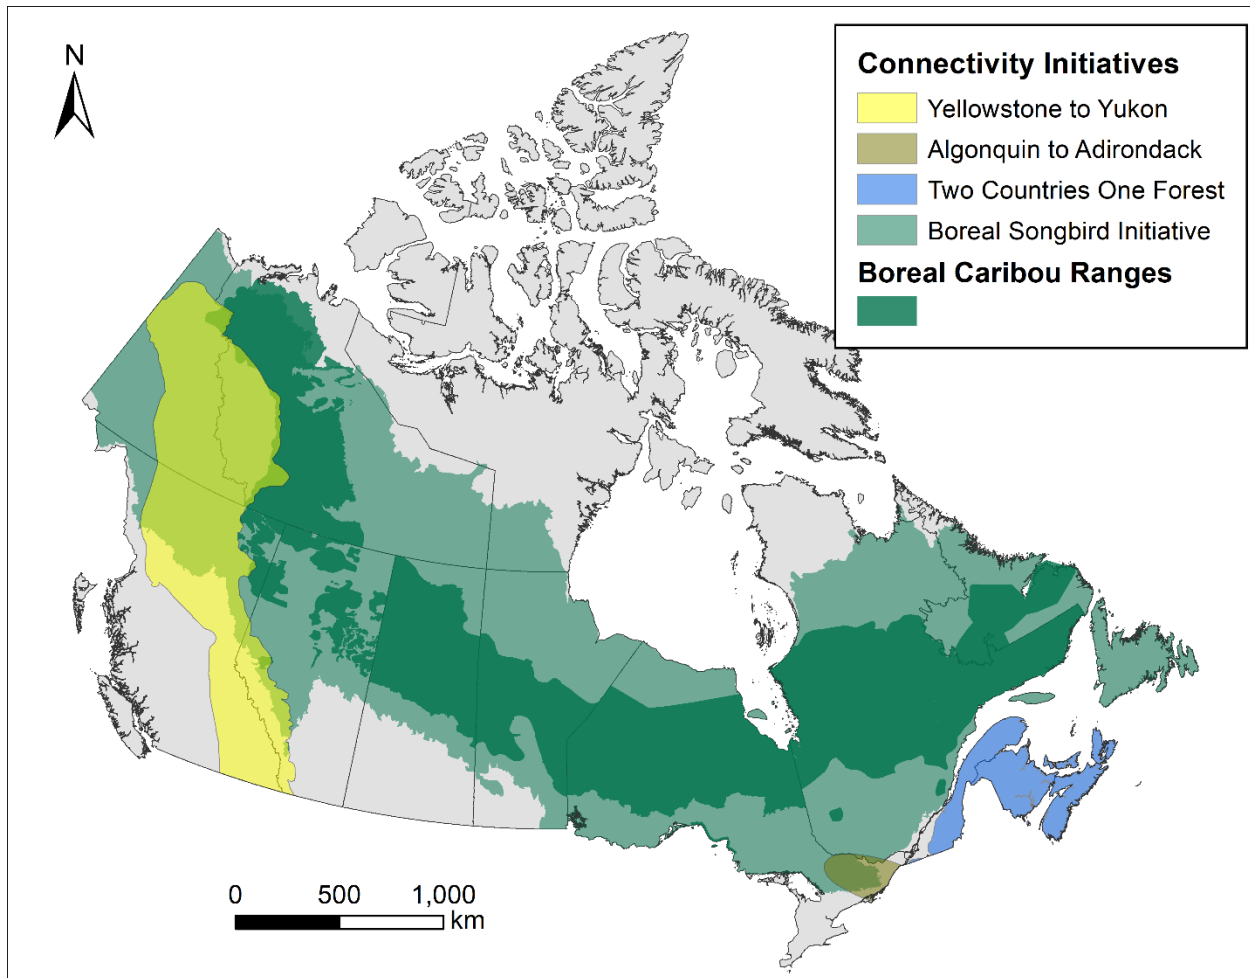 N
Connectivity Initiatives
Yellowstone to Yukon
Algonquin to Adirondack
Two Countries One Forest
Boreal Songbird Initiative
Boreal Caribou Ranges
0 500 1,000
km